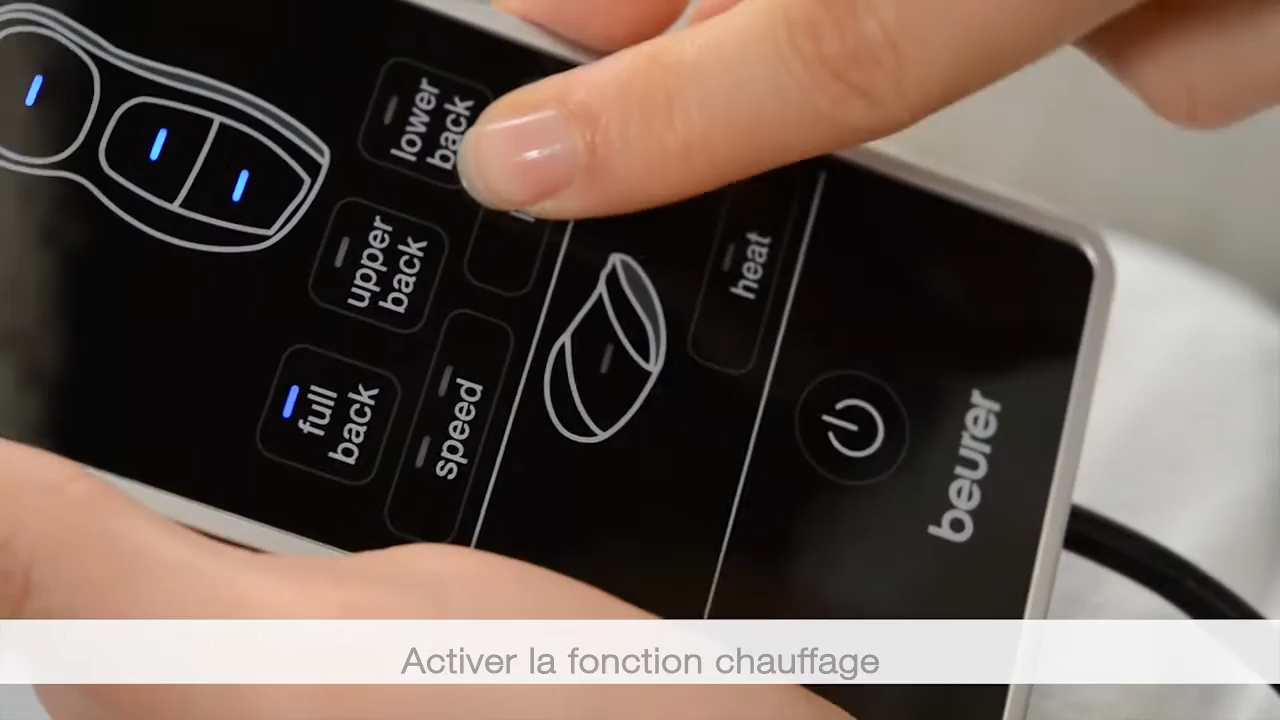 lower
back
upper
back
full
back
speed
heat
beurer
Activer la fonction chauffage